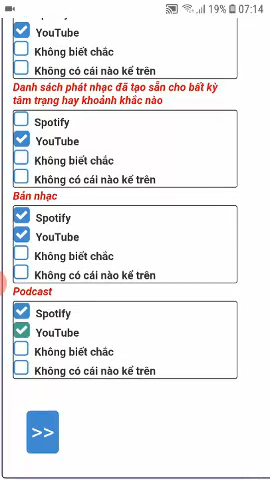 19% 07:14
Spotify
YouTube
Không biết chắc
Không có cái nào kể trên
Danh sách phát nhạc đã tạo sẵn cho bất kỳ
tâm trạng hay khoảnh khắc nào
Spotify
YouTube
Không biết chắc
Không có cái nào kể trên
Bản nhạc
Spotify
YouTube
Không biết chắc
Không có cái nào kể trên
Podcast
Spotify
YouTube
Không biết chắc
Không có cái nào kể trên
>>